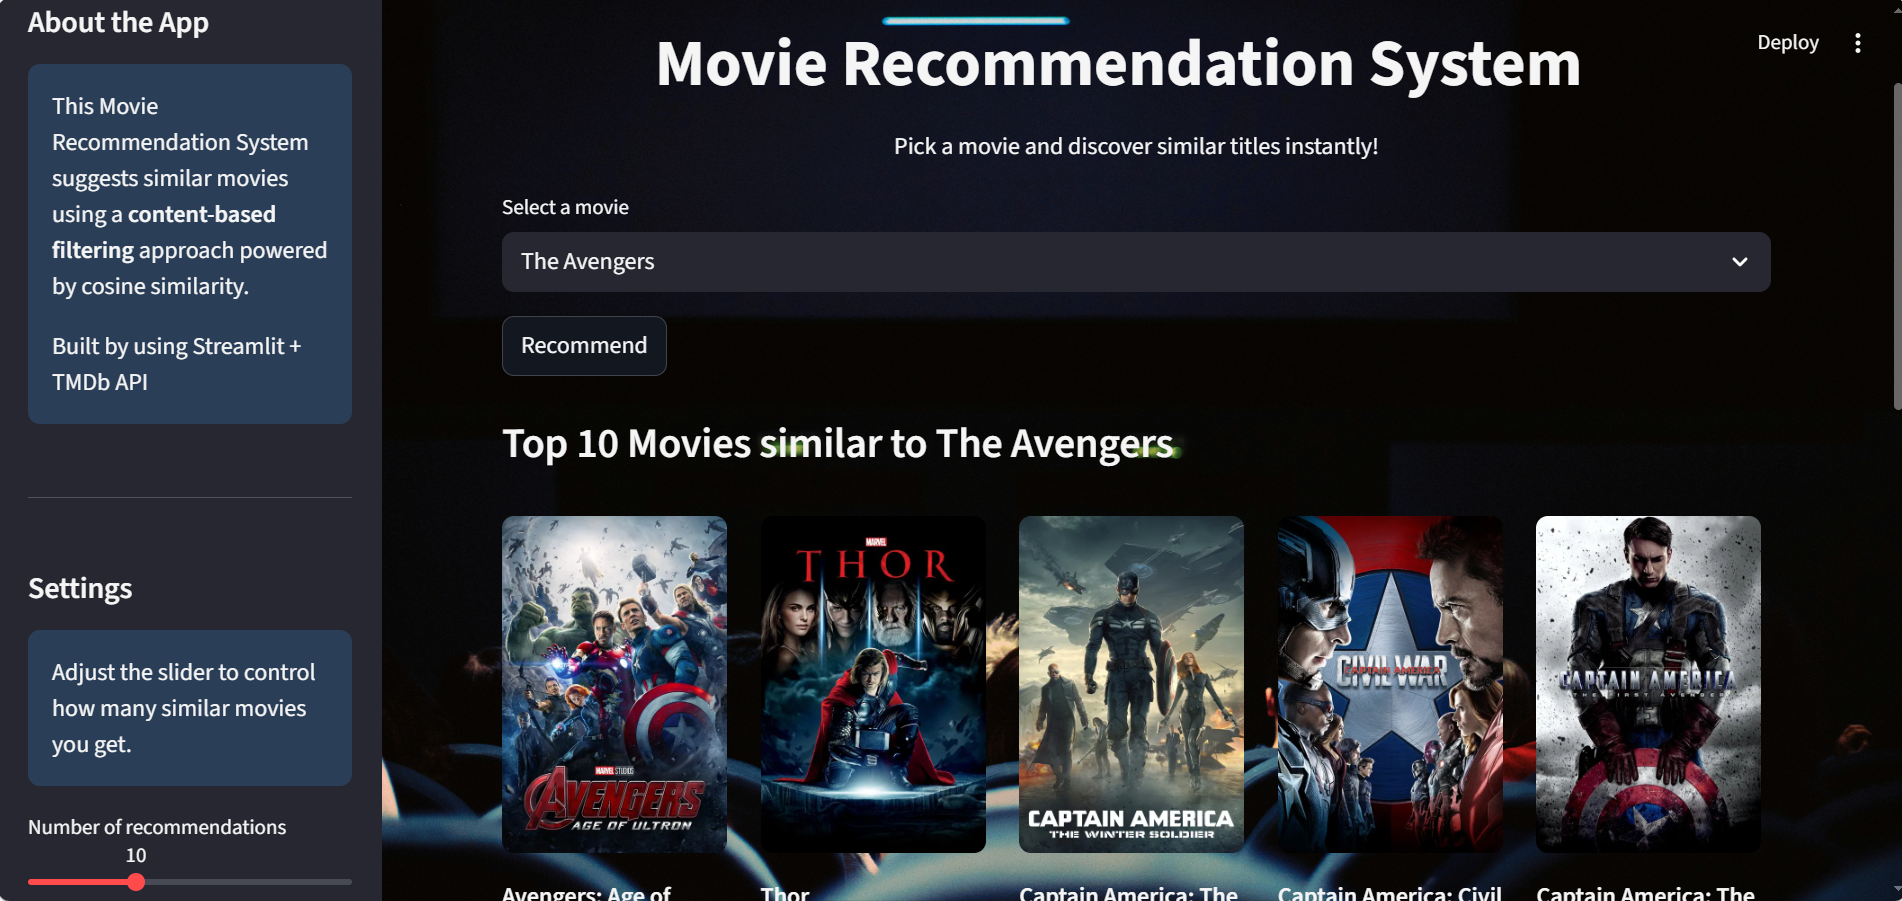 About the App
This Movie
Recommendation System
suggests similar movies
using a content-based
filtering approach powered
by cosine similarity.
Built by using Streamlit +
TMDb API
Settings
Adjust the slider to control
how many similar movies
you get.
Number of recommendations
10
Deploy
Movie Recommendation System
Pick a movie and discover similar titles instantly!
Select a movie
The Avengers
Recommend
Top 10 Movies similar to The Avengers
MARVEL STUDIOS
AVENGERS
AGE OF ULTRON
MARVEL
THOR
CAPTAIN AMERICA
THE WINTER SOLDIER
CAPTAIN AMERICA
CIVIL WAR
CAPTAIN AMERICA
THE FIRST AVENGER
Avengers: Age of
Thor
Captain America: The
Captain America: Civil
Captain America: The